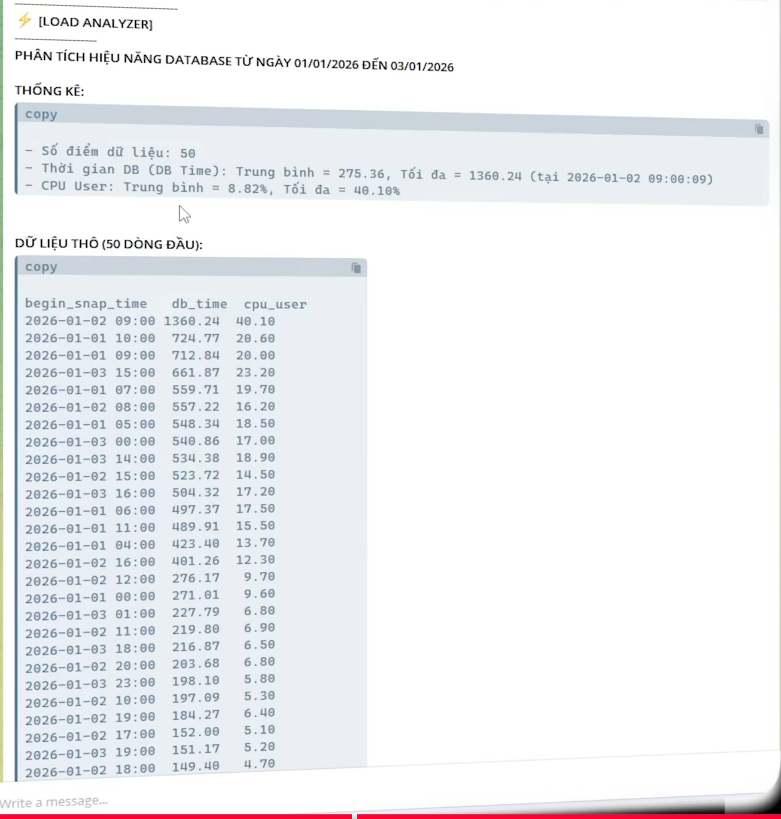 ⚡ [LOAD ANALYZER]
PHÂN TÍCH HIỆU NĂNG DATABASE TỪ NGÀY 01/01/2026 ĐẾN 03/01/2026
THỐNG KÊ:
copy
- Số điểm dữ liệu: 50
- Thời gian DB (DB Time): Trung bình = 275.36, Tối đa = 1360.24 (tại 2026-01-02 09:00:09)
- CPU User: Trung bình = 8.82%, Tối đa = 40.10%
DỮ LIỆU THÔ (50 DÒNG ĐẦU):
copy
begin_snap_time db_time cpu_user
2026-01-02 09:00 1360.24 40.10
2026-01-01 10:00 724.77 20.60
2026-01-01 09:00 712.84 20.00
2026-01-03 15:00 661.87 23.20
2026-01-01 07:00 559.71 19.70
2026-01-02 08:00 557.22 16.20
2026-01-01 05:00 548.34 18.50
2026-01-03 00:00 540.86 17.00
2026-01-03 14:00 534.38 18.90
2026-01-02 15:00 523.72 14.50
2026-01-03 16:00 504.32 17.20
2026-01-01 06:00 497.37 17.50
2026-01-01 11:00 489.91 15.50
2026-01-01 04:00 423.40 13.70
2026-01-02 16:00 401.26 12.30
2026-01-02 12:00 276.17 9.70
2026-01-01 00:00 271.01 9.60
2026-01-03 01:00 227.79 6.80
2026-01-02 11:00 219.80 6.90
2026-01-03 18:00 216.87 6.50
2026-01-02 20:00 203.68 6.80
2026-01-03 23:00 198.10 5.80
2026-01-02 10:00 197.09 5.30
2026-01-02 19:00 184.27 6.40
2026-01-02 17:00 152.00 5.10
2026-01-03 19:00 151.17 5.20
2026-01-02 18:00 149.40 4.70
Write a message...